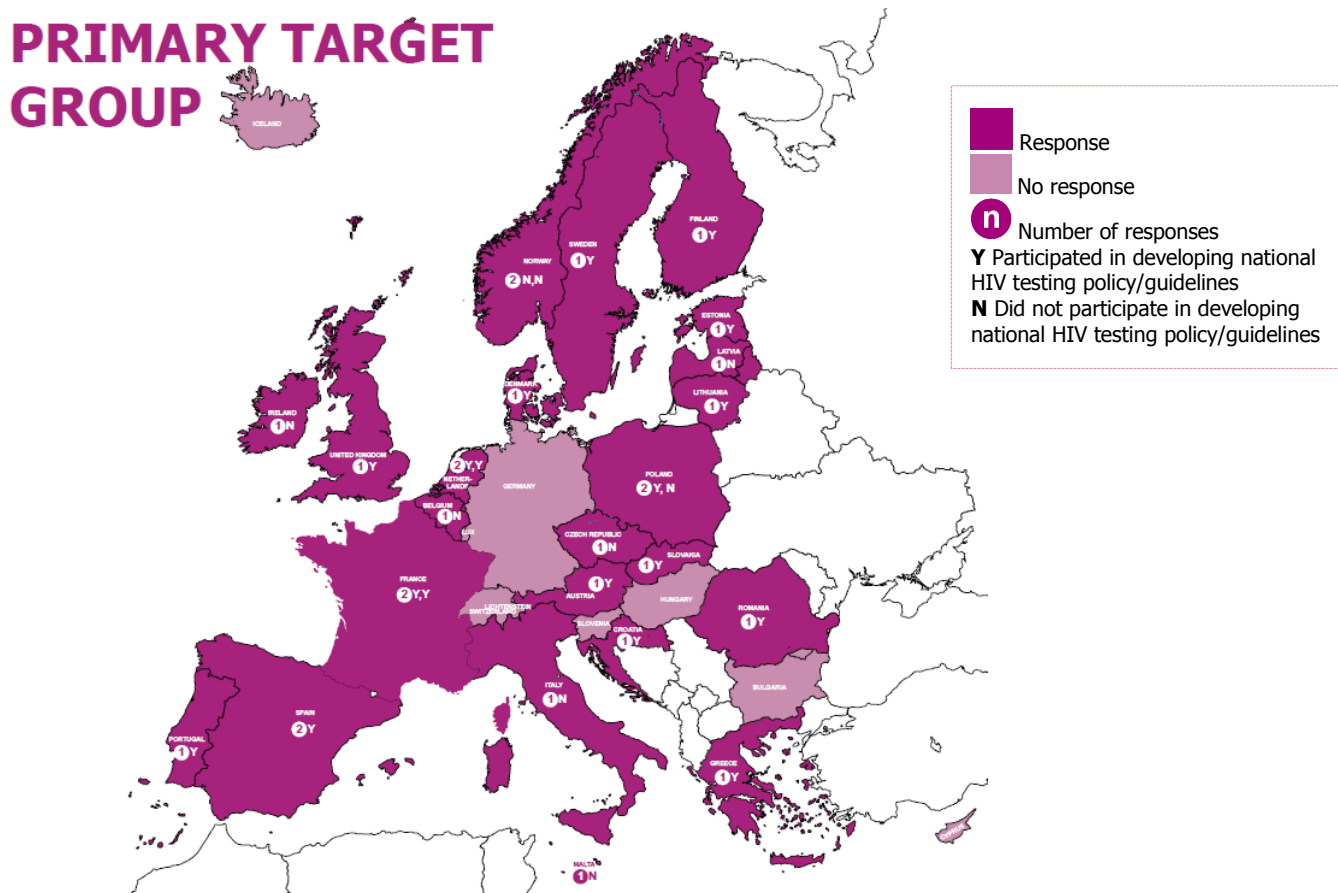 PRIMARY TARGET
GROUP
ICELAND
Response
No response
n Number of responses
Y Participated in developing national
HIV testing policy/guidelines
N Did not participate in developing
national HIV testing policy/guidelines
FINLAND
1 Y
SWEDEN
1 Y
NORWAY
2 N,N
ESTONIA
1 Y
LATVIA
1 N
LITHUANIA
1 Y
DENMARK
1 Y
IRELAND
1 N
UNITED KINGDOM
1 Y
2 Y,Y
NETHER-
LANDS
BELGIUM
1 N
LUX
GERMANY
POLAND
2 Y, N
CZECH REPUBLIC
1 N
SLOVAKIA
1 Y
1 Y
AUSTRIA
FRANCE
2 Y,Y
LICHTENSTEIN
SWITZERLAND
HUNGARY
SLOVENIA
CROATIA
1 Y
ROMANIA
1 Y
BULGARIA
ITALY
1 N
SPAIN
2 Y
PORTUGAL
1 Y
GREECE
1 Y
CYPRUS
MALTA
1 N